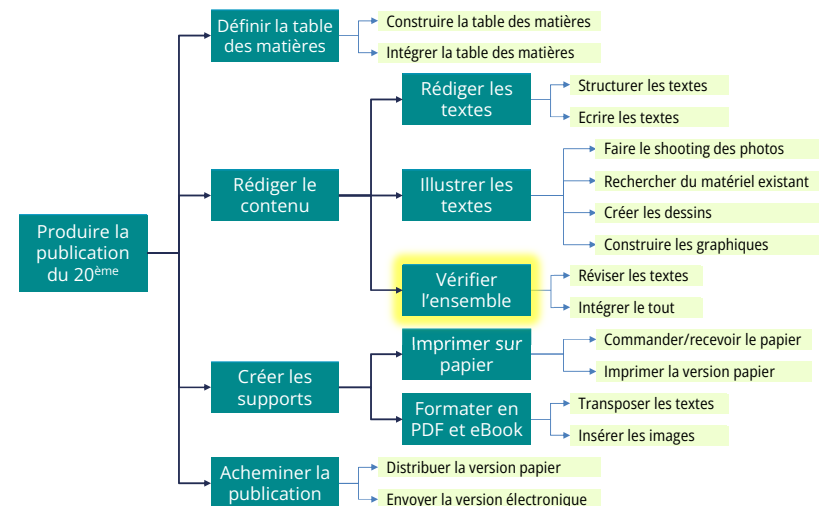 Produire la
publication
du 20ème
Définir la table
des matières
Construire la table des matières
Intégrer la table des matières
Rédiger le
contenu
Rédiger les
textes
Structurer les textes
Ecrire les textes
Illustrer les
textes
Faire le shooting des photos
Rechercher du matériel existant
Créer les dessins
Construire les graphiques
Vérifier
l'ensemble
Réviser les textes
Intégrer le tout
Créer les
supports
Imprimer sur
papier
Commander/recevoir le papier
Imprimer la version papier
Formater en
PDF et eBook
Transposer les textes
Insérer les images
Acheminer la
publication
Distribuer la version papier
Envoyer la version électronique